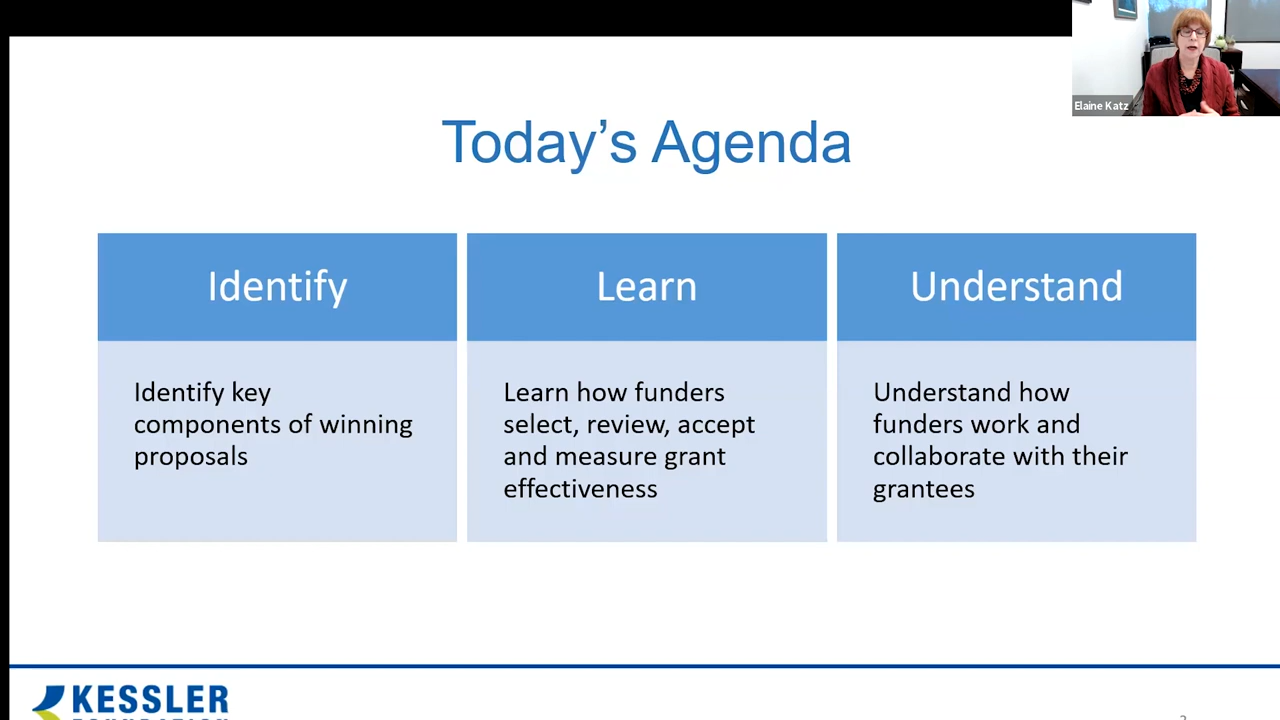 Elaine Katz
Today's Agenda
Identify
Identify key
components of winning
proposals
Learn
Learn how funders
select, review, accept
and measure grant
effectiveness
Understand
Understand how
funders work and
collaborate with their
grantees
KESSLER
FOUNDATION